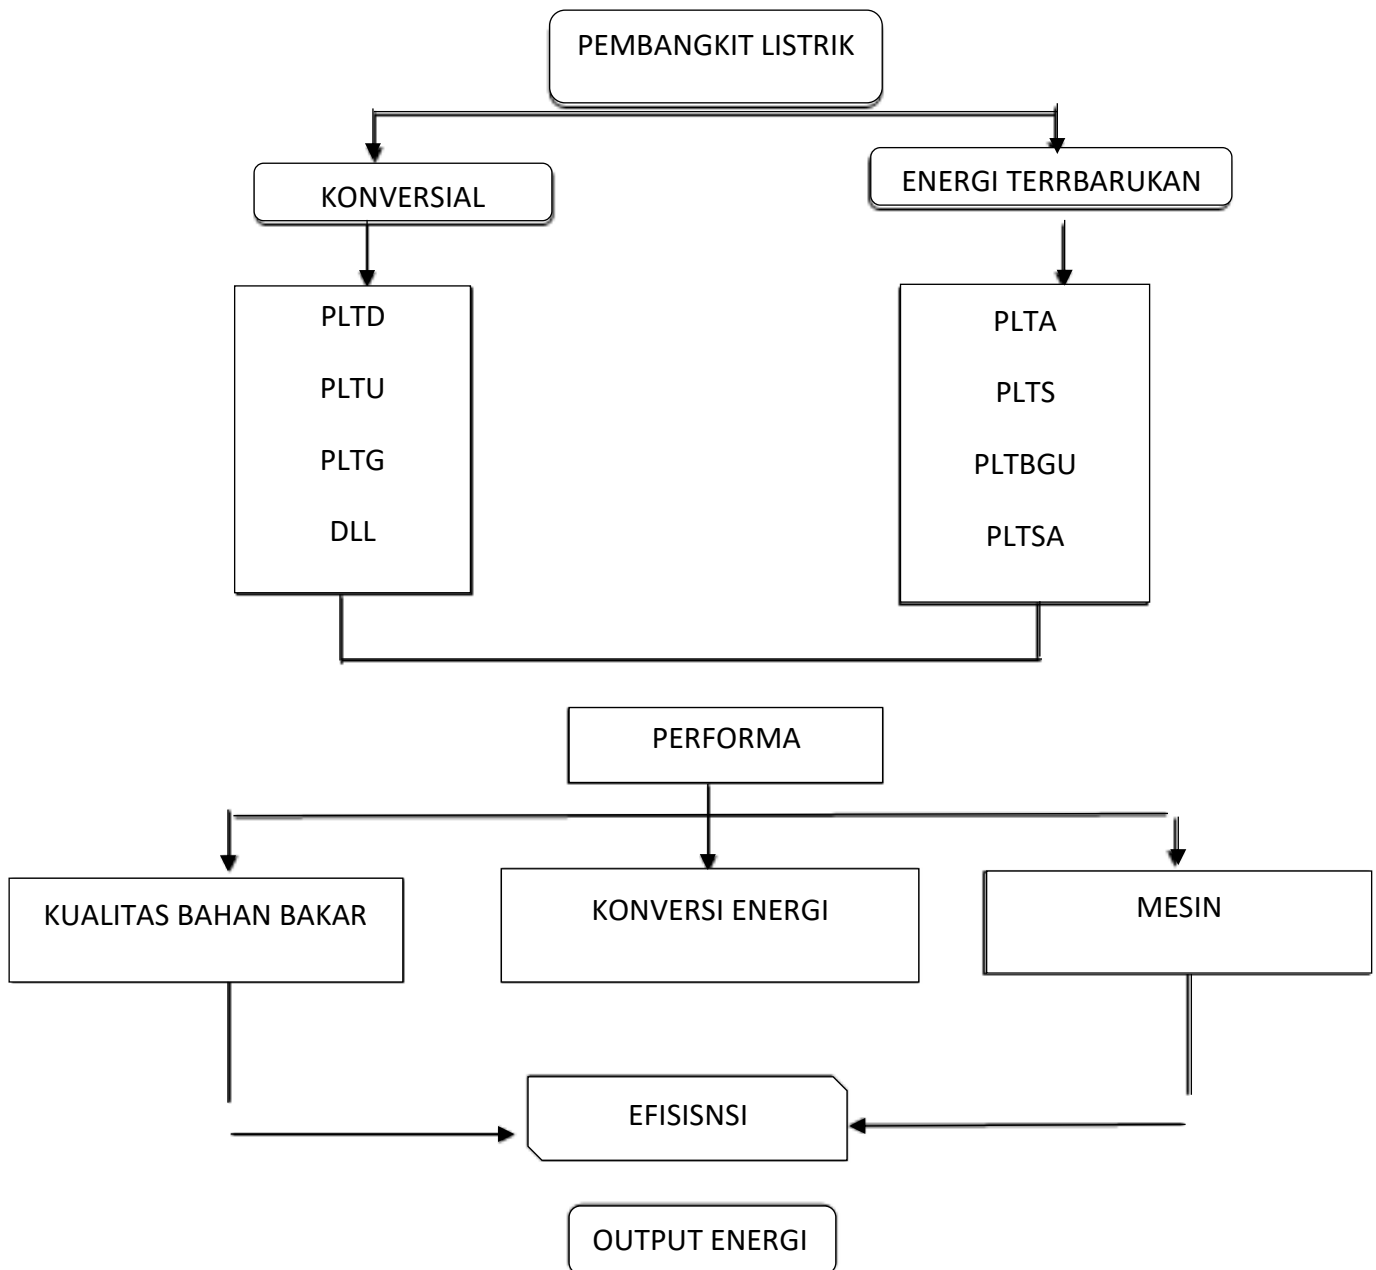 PEMBANGKIT LISTRIK
KONVERSIAL
ENERGI TERRBARUKAN
PLTD
PLTU
PLTG
DLL
PLTA
PLTS
PLTBGU
PLTSA
PERFORMA
KUALITAS BAHAN BAKAR
KONVERSI ENERGI
MESIN
EFISISNSI
OUTPUT ENERGI